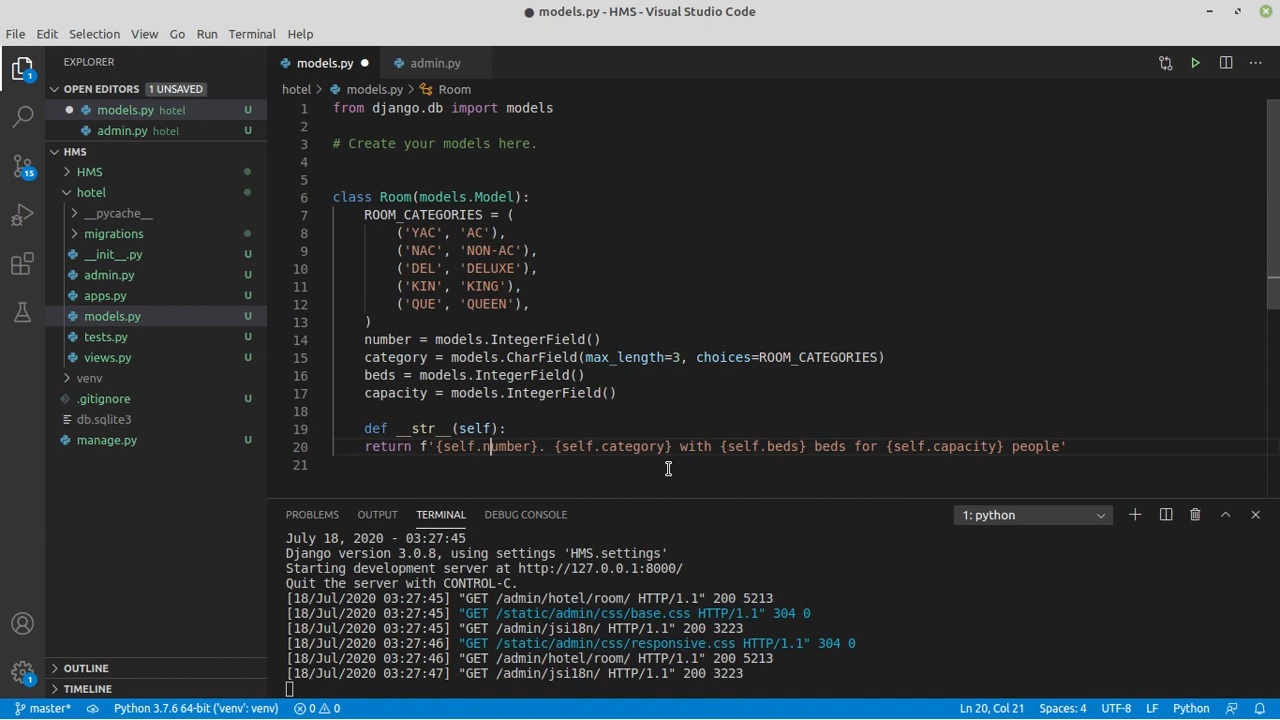 models.py - HMS - Visual Studio Code
File Edit Selection View Go Run Terminal Help
EXPLORER
OPEN EDITORS 1 UNSAVED
models.py hotel U
admin.py hotel U
HMS
HMS
hotel
__pycache__
migrations
__init__.py U
admin.py U
apps.py U
models.py U
tests.py U
views.py U
venv
.gitignore U
db.sqlite3
manage.py U
OUTLINE
TIMELINE
1
15
1
models.py admin.py
hotel > models.py > Room
1 from django.db import models
2
3 # Create your models here.
4
5
6 class Room(models.Model):
7 ROOM_CATEGORIES = (
8 ('YAC', 'AC'),
9 ('NAC', 'NON-AC'),
10 ('DEL', 'DELUXE'),
11 ('KIN', 'KING'),
12 ('QUE', 'QUEEN'),
13 )
14 number = models.IntegerField()
15 category = models.CharField(max_length=3, choices=ROOM_CATEGORIES)
16 beds = models.IntegerField()
17 capacity = models.IntegerField()
18
19 def __str__(self):
20 return f'{self.number}. {self.category} with {self.beds} beds for {self.capacity} people'
21
PROBLEMS OUTPUT TERMINAL DEBUG CONSOLE 1: python
July 18, 2020 - 03:27:45
Django version 3.0.8, using settings 'HMS.settings'
Starting development server at http://127.0.0.1:8000/
Quit the server with CONTROL-C.
[18/Jul/2020 03:27:45] "GET /admin/hotel/room/ HTTP/1.1" 200 5213
[18/Jul/2020 03:27:45] "GET /static/admin/css/base.css HTTP/1.1" 304 0
[18/Jul/2020 03:27:45] "GET /admin/jsi18n/ HTTP/1.1" 200 3223
[18/Jul/2020 03:27:46] "GET /static/admin/css/responsive.css HTTP/1.1" 304 0
[18/Jul/2020 03:27:46] "GET /admin/hotel/room/ HTTP/1.1" 200 5213
[18/Jul/2020 03:27:47] "GET /admin/jsi18n/ HTTP/1.1" 200 3223
master* Python 3.7.6 64-bit ('venv': venv) 0 0 Ln 20, Col 21 Spaces: 4 UTF-8 LF Python